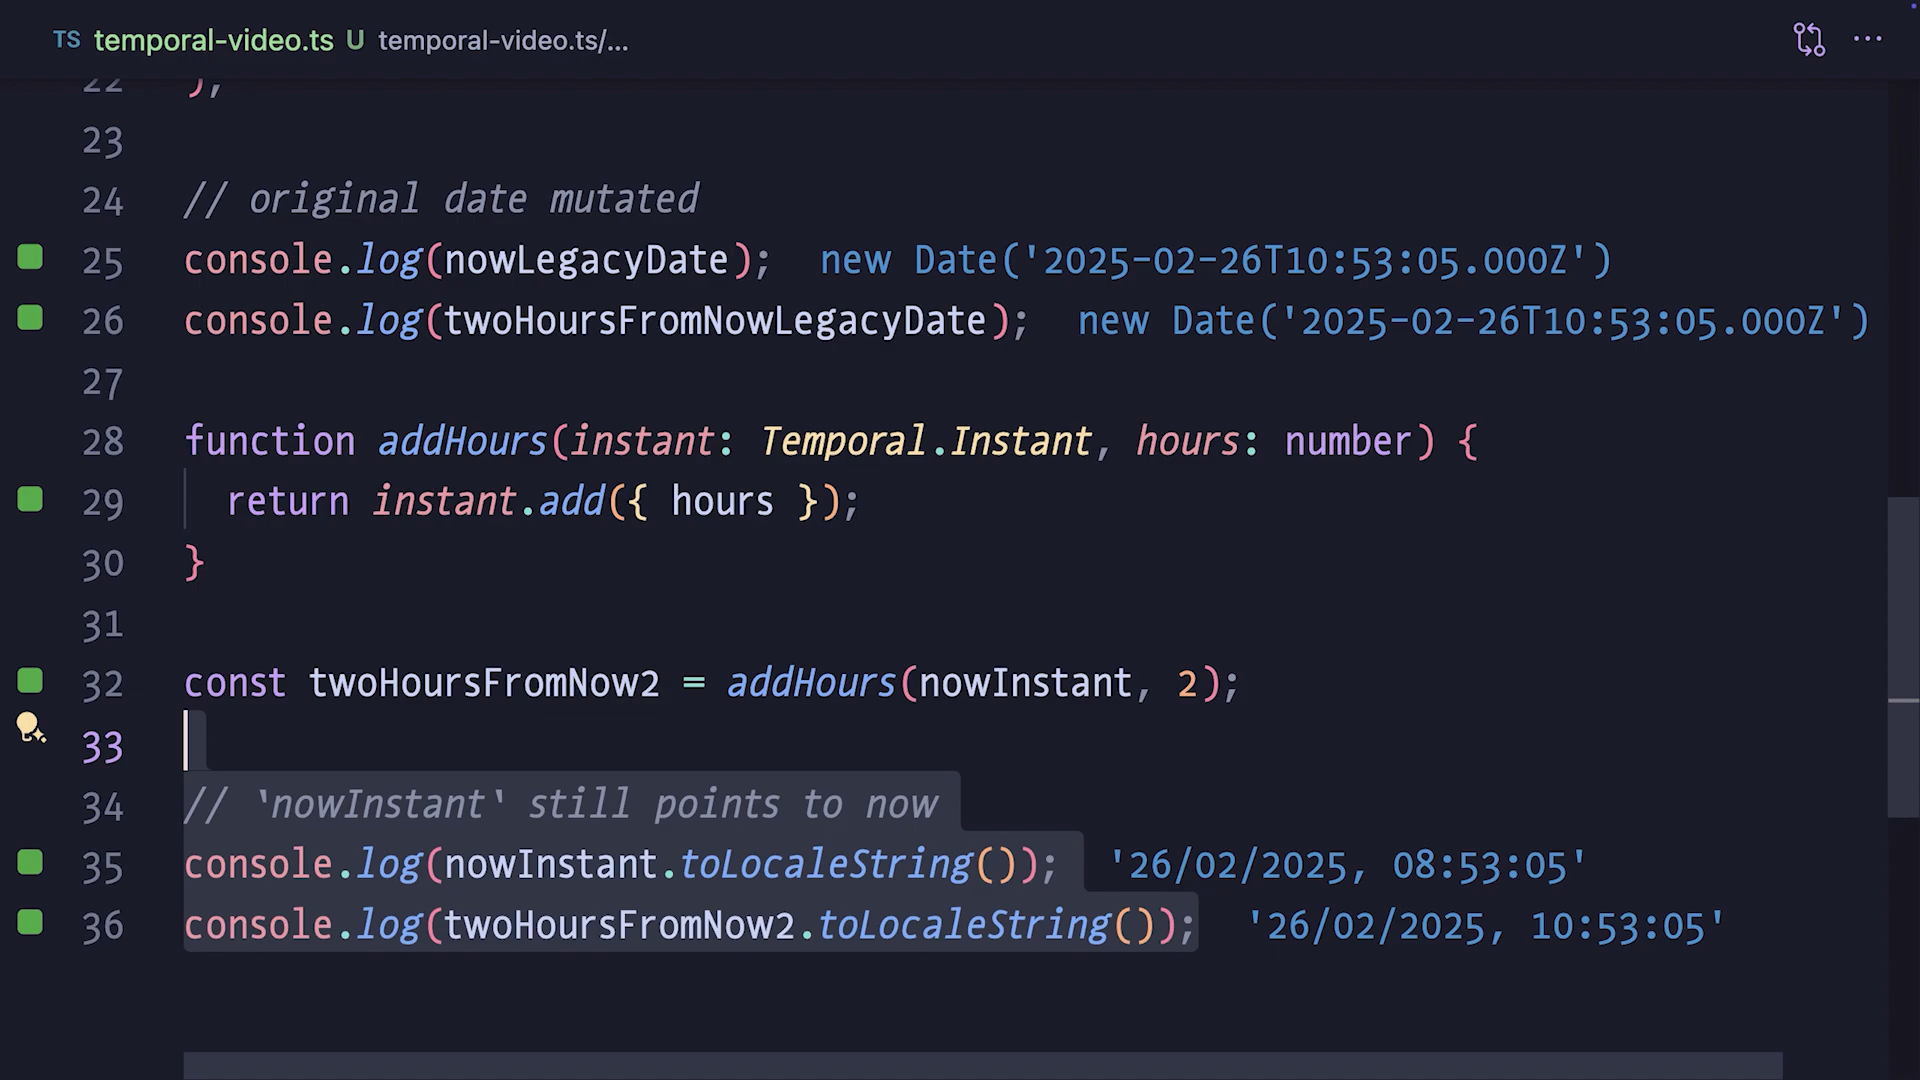 TS temporal-video.ts U temporal-video.ts/...
22 );
23
24 // original date mutated
25 console.log(nowLegacyDate); new Date('2025-02-26T10:53:05.000Z')
26 console.log(twoHoursFromNowLegacyDate); new Date('2025-02-26T10:53:05.000Z')
27
28 function addHours(instant: Temporal.Instant, hours: number) {
29 return instant.add({ hours });
30 }
31
32 const twoHoursFromNow2 = addHours(nowInstant, 2);
33
34 // `nowInstant` still points to now
35 console.log(nowInstant.toLocaleString()); '26/02/2025, 08:53:05'
36 console.log(twoHoursFromNow2.toLocaleString()); '26/02/2025, 10:53:05'